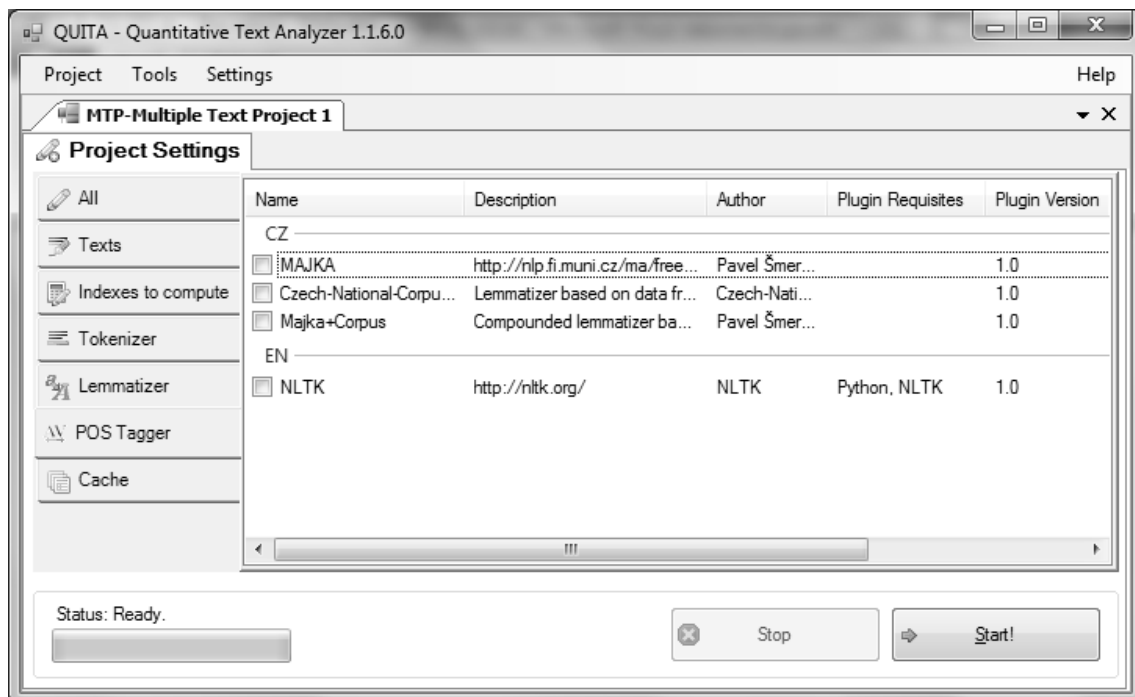 QUITA - Quantitative Text Analyzer 1.1.6.0
Project Tools Settings Help
MTP-Multiple Text Project 1
Project Settings
All
Texts
Indexes to compute
Tokenizer
Lemmatizer
POS Tagger
Cache
Name Description Author Plugin Requisites Plugin Version
CZ
MAJKA http://nlp.fi.muni.cz/ma/free... Pavel Šmer... 1.0
Czech-National-Corpu... Lemmatizer based on data fr... Czech-Nati... 1.0
Majka+Corpus Compounded lemmatizer ba... Pavel Šmer... 1.0
EN
NLTK http://nltk.org/ NLTK Python, NLTK 1.0
Status: Ready.
Stop Start!